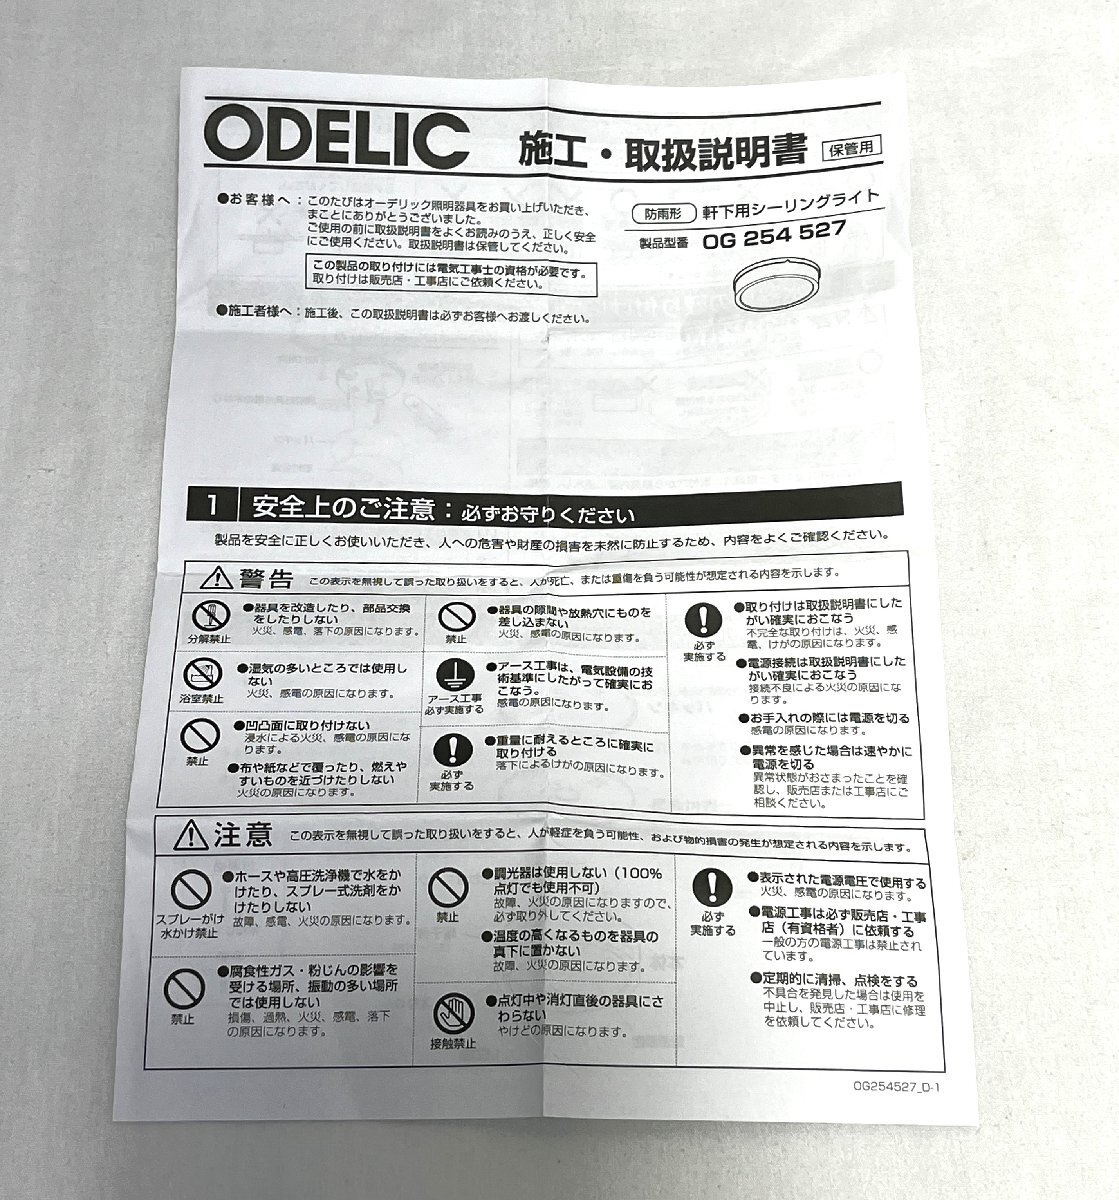 ODELIC 施工・取扱説明書 保管用
●お客様へ：このたびはオーデリック照明器具をお買い上げいただき、
まことにありがとうございました。
ご使用の前に取扱説明書をよくお読みのうえ、正しく安全
にご使用ください。取扱説明書は保管してください。
この製品の取り付けには電気工事士の資格が必要です。
取り付けは販売店・工事店にご依頼ください。
●施工者様へ：施工後、この取扱説明書は必ずお客様へお渡しください。
防雨形 軒下用シーリングライト
製品型番 OG 254 527
1 安全上のご注意：必ずお守りください
製品を安全に正しくお使いいただき、人への危害や財産の損害を未然に防止するため、内容をよくご確認ください。
警告 この表示を無視して誤った取り扱いをすると、人が死亡、または重傷を負う可能性が想定される内容を示します。
分解禁止
●器具を改造したり、部品交換
をしたりしない
火災、感電、落下の原因になります。
浴室禁止
●湿気の多いところでは使用し
ない
火災、感電の原因になります。
禁止
●凹凸面に取り付けない
浸水による火災、感電の原因にな
ります。
●布や紙などで覆ったり、燃えや
すいものを近づけたりしない
火災の原因になります。
禁止
●器具の隙間や放熱穴にものを
差し込まない
火災、感電の原因になります。
アース工事
必ず実施する
●アース工事は、電気設備の技
術基準にしたがって確実にお
こなう。
感電の原因になります。
必ず
実施する
●重量に耐えるところに確実に
取り付ける
落下によるけがの原因になります。
必ず
実施する
●取り付けは取扱説明書にした
がい確実におこなう
不完全な取り付けは、火災、感
電、けがの原因になります。
●電源接続は取扱説明書にした
がい確実におこなう
接続不良による火災の原因にな
ります。
●お手入れの際には電源を切る
感電の原因になります。
●異常を感じた場合は速やかに
電源を切る
異常状態がおさまったことを確
認し、販売店または工事店にご
相談ください。
注意 この表示を無視して誤った取り扱いをすると、人が軽症を負う可能性、および物的損害の発生が想定される内容を示します。
スプレーがけ
水かけ禁止
●ホースや高圧洗浄機で水をか
けたり、スプレー式洗剤をか
けたりしない
故障、感電、火災の原因になります。
禁止
●腐食性ガス・粉じんの影響を
受ける場所、振動の多い場所
では使用しない
損傷、過熱、火災、感電、落下
の原因になります。
禁止
●調光器は使用しない（100%
点灯でも使用不可）
故障、火災の原因になりますので、
必ず取り外してください。
●温度の高くなるものを器具の
真下に置かない
故障、火災の原因になります。
接触禁止
●点灯中や消灯直後の器具にさ
わらない
やけどの原因になります。
必ず
実施する
●表示された電源電圧で使用する
火災、感電の原因になります。
●電源工事は必ず販売店・工事
店（有資格者）に依頼する
一般の方の電源工事は禁止され
ています。
●定期的に清掃、点検をする
不具合を発見した場合は使用を
中止し、販売店・工事店に修理
を依頼してください。
OG254527_D-1